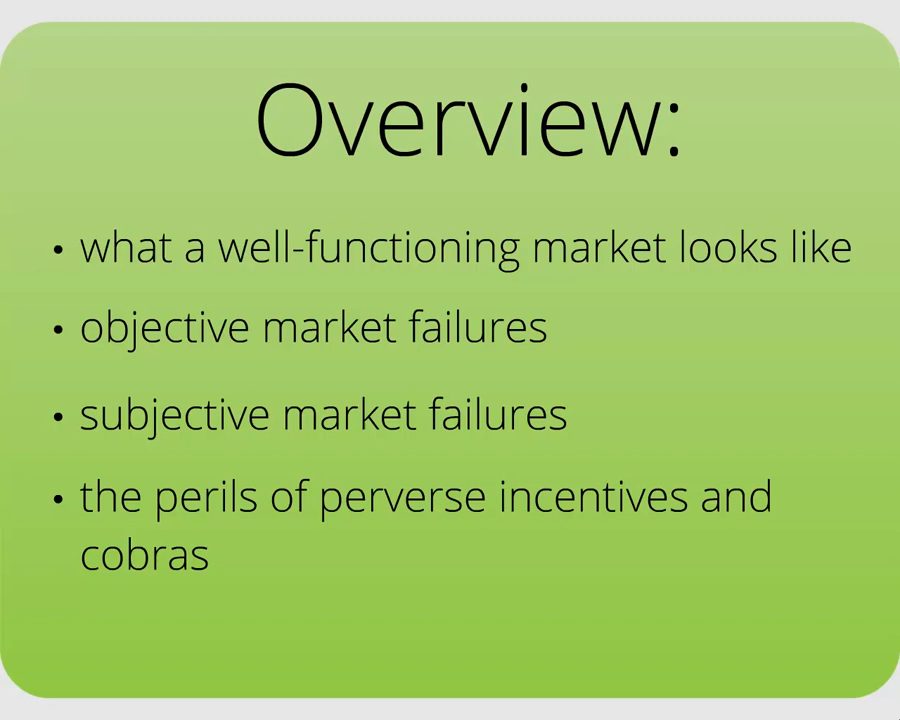 Overview:
• what a well-functioning market looks like
• objective market failures
• subjective market failures
• the perils of perverse incentives and
cobras